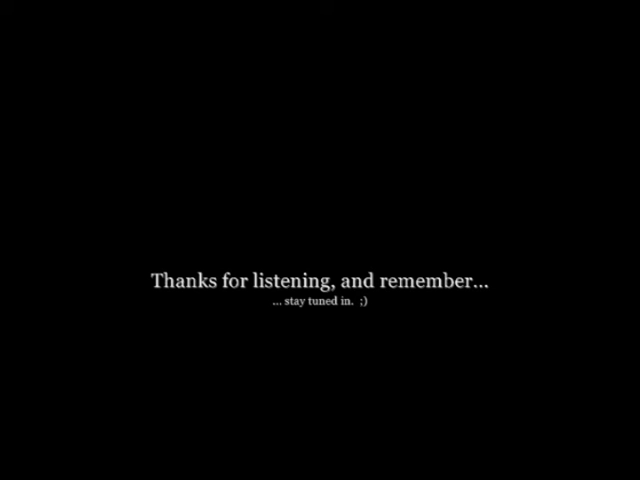 Thanks for listening, and remember...
... stay tuned in.  ;)